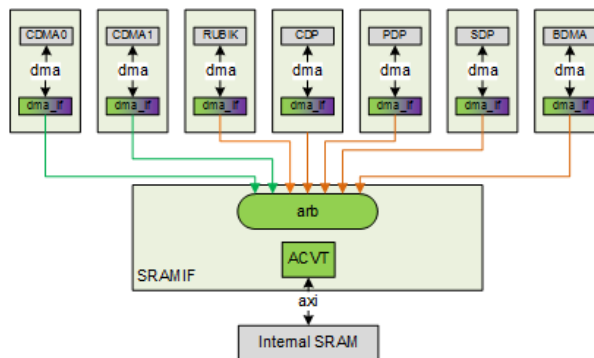 CDMA0 CDMA1 RUBIK CDP PDP SDP BDMA
dma dma dma dma dma dma dma
dma_if dma_if dma_if dma_if dma_if dma_if dma_if
arb
ACVT
SRAMIF
axi
Internal SRAM